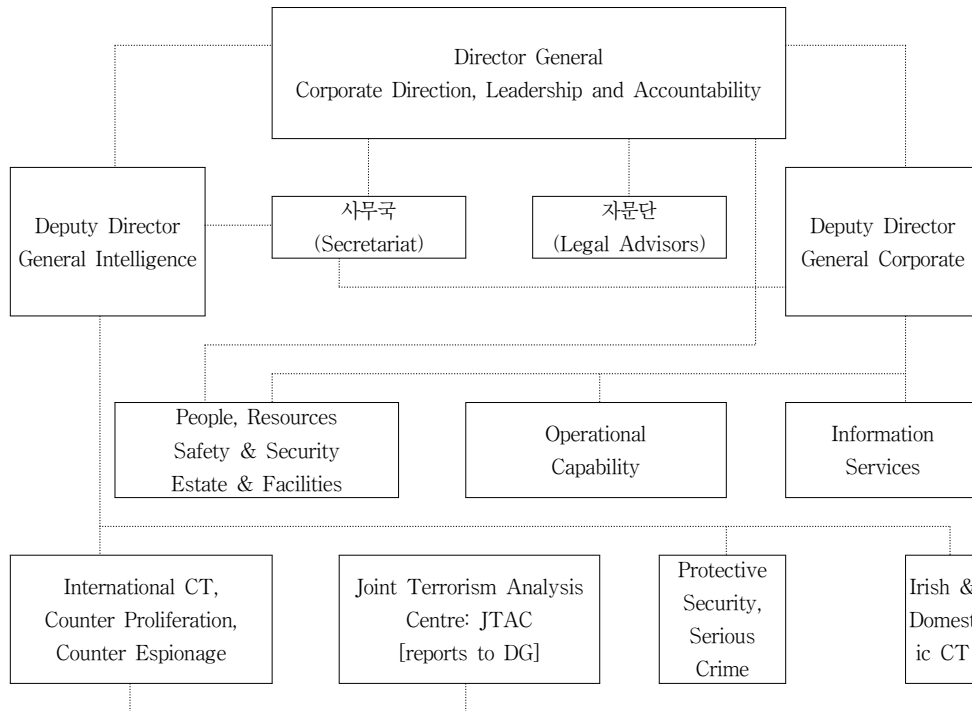 Director General
Corporate Direction, Leadership and Accountability
Deputy Director
General Intelligence
사무국
(Secretariat)
자문단
(Legal Advisors)
Deputy Director
General Corporate
People, Resources
Safety & Security
Estate & Facilities
Operational
Capability
Information
Services
International CT,
Counter Proliferation,
Counter Espionage
Joint Terrorism Analysis
Centre: JTAC
[reports to DG]
Protective
Security,
Serious
Crime
Irish &
Domest
ic CT